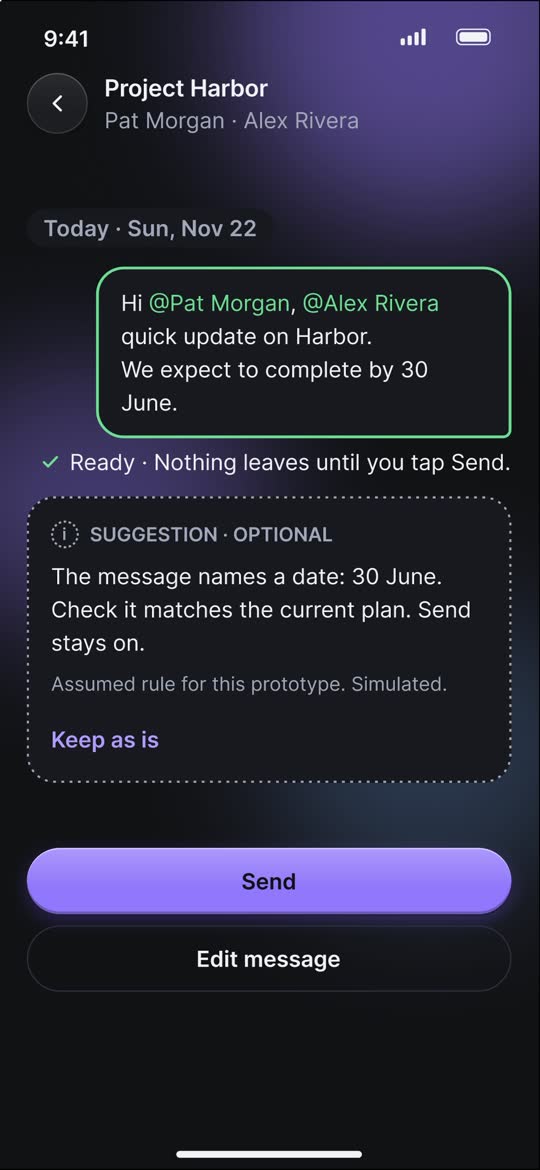 9:41
Project Harbor
Pat Morgan · Alex Rivera
Today · Sun, Nov 22
Hi @Pat Morgan, @Alex Rivera
quick update on Harbor.
We expect to complete by 30
June.
Ready · Nothing leaves until you tap Send.
SUGGESTION · OPTIONAL
The message names a date: 30 June.
Check it matches the current plan. Send
stays on.
Assumed rule for this prototype. Simulated.
Keep as is
Send
Edit message